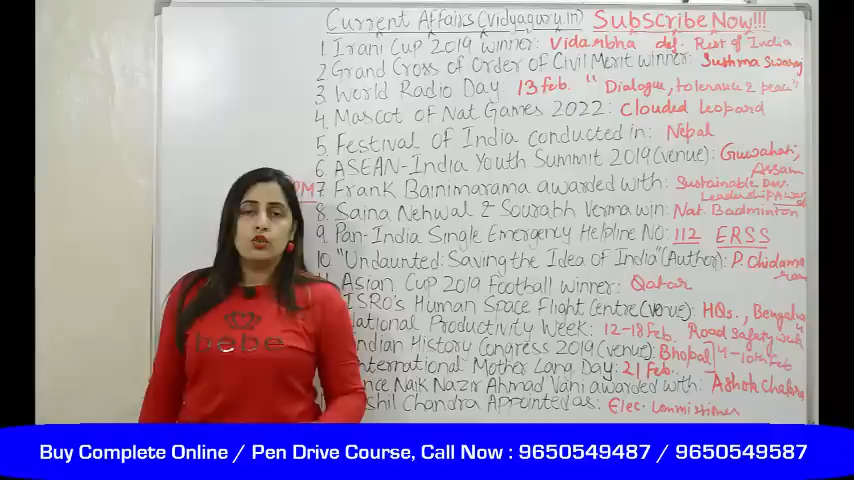 Current Affairs (Vidyaguru.in) Subscribe Now!!!
1 Irani Cup 2019 winner: Vidarbha def. Rest of India
2 Grand Cross of Order of Civil Merit winner: Sushma Swaraj
3. World Radio Day: 13 Feb. "Dialogue, tolerance & peace"
4. Mascot of Nat Games 2022: Clouded leopard
5. Festival of India conducted in: Nepal
6. ASEAN-India Youth Summit 2019 (venue): Guwahati, Assam
PM 7 Frank Bainimarama awarded with: Sustainable Dev. Leadership Award
8. Saina Nehwal & Sourabh Verma win: Nat. Badminton
9. Pan-India Single Emergency Helpline No: 112 ERSS
10. "Undaunted: Saving the Idea of India" (Author): P. Chidamaram
Asian Cup 2019 Football winner: Qatar
ISRO's Human Space Flight Centre (venue): HQs., Bengaluru
National Productivity Week: 12-18 Feb. Road Safety week
Indian History Congress 2019 (venue): Bhopal 4-10th Feb
International Mother Lang Day: 21 Feb.
nce Naik Nazir Ahmad Vani awarded with: Ashok Chakra
shil Chandra Appointed as: Elec. Commissioner
bebe
Buy Complete Online / Pen Drive Course, Call Now : 9650549487 / 9650549587